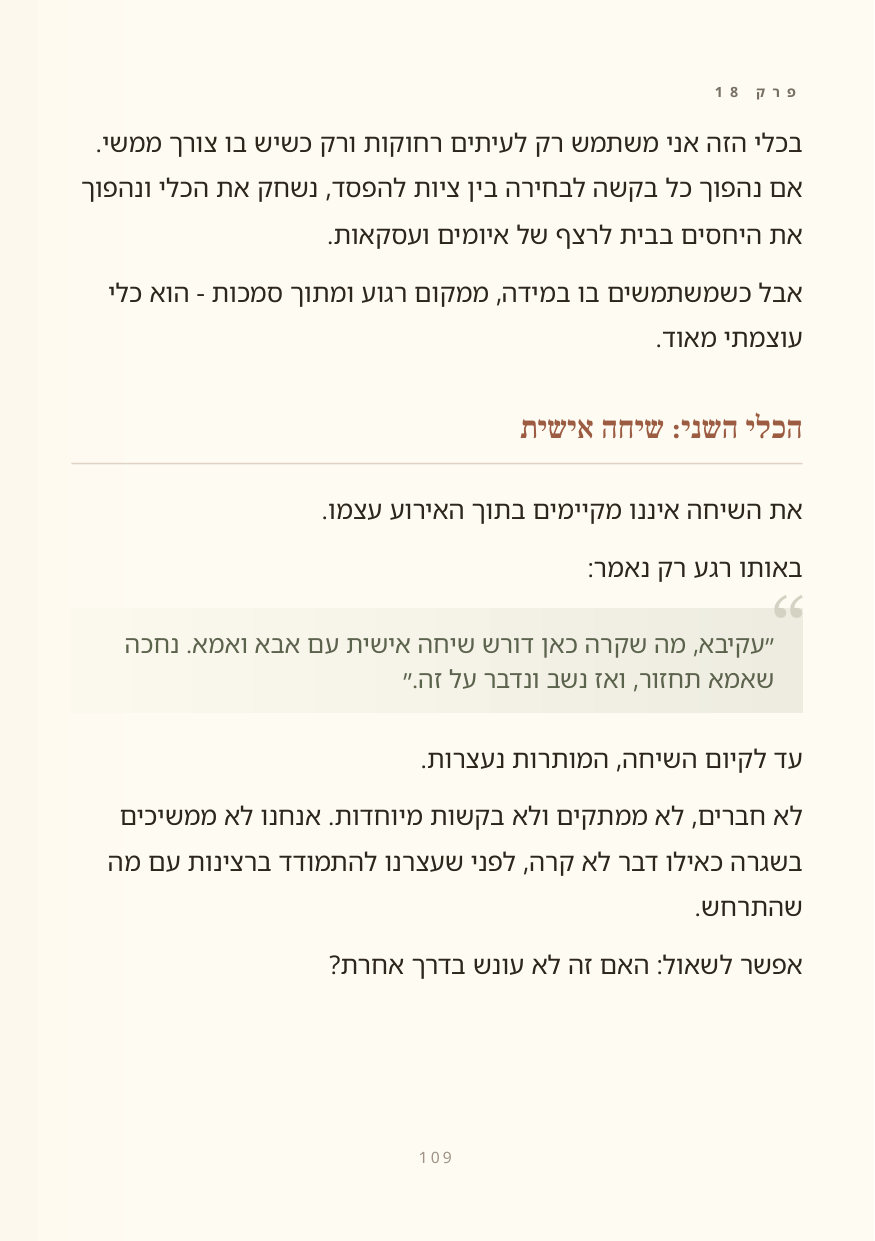 פרק 18
בכלי הזה אני משתמש רק לעיתים רחוקות ורק כשיש בו צורך ממשי.
אם נהפוך כל בקשה לבחירה בין ציות להפסד, נשחק את הכלי ונהפוך
את היחסים בבית לרצף של איומים ועסקאות.
אבל כשמשתמשים בו במידה, ממקום רגוע ומתוך סמכות - הוא כלי
עוצמתי מאוד.
הכלי השני: שיחה אישית
את השיחה איננו מקיימים בתוך האירוע עצמו.
באותו רגע רק נאמר:
“
״עקיבא, מה שקרה כאן דורש שיחה אישית עם אבא ואמא. נחכה
שאמא תחזור, ואז נשב ונדבר על זה.״
עד לקיום השיחה, המותרות נעצרות.
לא חברים, לא ממתקים ולא בקשות מיוחדות. אנחנו לא ממשיכים
בשגרה כאילו דבר לא קרה, לפני שעצרנו להתמודד ברצינות עם מה
שהתרחש.
אפשר לשאול: האם זה לא עונש בדרך אחרת?
109